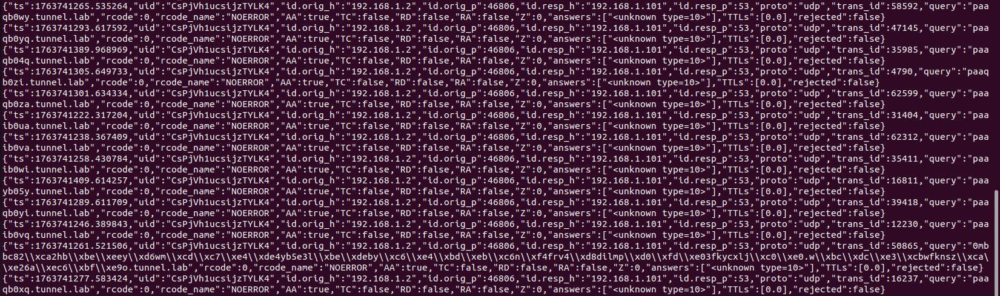 {"ts":1763741265.535264,"uid":"CsPjVh1ucsijzTYLK4","id.orig_h":"192.168.1.2","id.orig_p":46806,"id.resp_h":"192.168.1.101","id.resp_p":53,"proto":"udp","trans_id":58592,"query":"paa
qb0wy.tunnel.lab","rcode":0,"rcode_name":"NOERROR","AA":true,"TC":false,"RD":false,"RA":false,"Z":0,"answers":["<unknown type=10>"],"TTLs":[0.0],"rejected":false}
{"ts":1763741293.617592,"uid":"CsPjVh1ucsijzTYLK4","id.orig_h":"192.168.1.2","id.orig_p":46806,"id.resp_h":"192.168.1.101","id.resp_p":53,"proto":"udp","trans_id":47145,"query":"paa
qb0yq.tunnel.lab","rcode":0,"rcode_name":"NOERROR","AA":true,"TC":false,"RD":false,"RA":false,"Z":0,"answers":["<unknown type=10>"],"TTLs":[0.0],"rejected":false}
{"ts":1763741389.968969,"uid":"CsPjVh1ucsijzTYLK4","id.orig_h":"192.168.1.2","id.orig_p":46806,"id.resp_h":"192.168.1.101","id.resp_p":53,"proto":"udp","trans_id":35985,"query":"paa
qb04q.tunnel.lab","rcode":0,"rcode_name":"NOERROR","AA":true,"TC":false,"RD":false,"RA":false,"Z":0,"answers":["<unknown type=10>"],"TTLs":[0.0],"rejected":false}
{"ts":1763741305.649733,"uid":"CsPjVh1ucsijzTYLK4","id.orig_h":"192.168.1.2","id.orig_p":46806,"id.resp_h":"192.168.1.101","id.resp_p":53,"proto":"udp","trans_id":4790,"query":"paaq
b0zi.tunnel.lab","rcode":0,"rcode_name":"NOERROR","AA":true,"TC":false,"RD":false,"RA":false,"Z":0,"answers":["<unknown type=10>"],"TTLs":[0.0],"rejected":false}
{"ts":1763741301.634334,"uid":"CsPjVh1ucsijzTYLK4","id.orig_h":"192.168.1.2","id.orig_p":46806,"id.resp_h":"192.168.1.101","id.resp_p":53,"proto":"udp","trans_id":62599,"query":"paa
qb0za.tunnel.lab","rcode":0,"rcode_name":"NOERROR","AA":true,"TC":false,"RD":false,"RA":false,"Z":0,"answers":["<unknown type=10>"],"TTLs":[0.0],"rejected":false}
{"ts":1763741222.317204,"uid":"CsPjVh1ucsijzTYLK4","id.orig_h":"192.168.1.2","id.orig_p":46806,"id.resp_h":"192.168.1.101","id.resp_p":53,"proto":"udp","trans_id":31404,"query":"paa
ib0ua.tunnel.lab","rcode":0,"rcode_name":"NOERROR","AA":true,"TC":false,"RD":false,"RA":false,"Z":0,"answers":["<unknown type=10>"],"TTLs":[0.0],"rejected":false}
{"ts":1763741238.367409,"uid":"CsPjVh1ucsijzTYLK4","id.orig_h":"192.168.1.2","id.orig_p":46806,"id.resp_h":"192.168.1.101","id.resp_p":53,"proto":"udp","trans_id":62312,"query":"paa
ib0va.tunnel.lab","rcode":0,"rcode_name":"NOERROR","AA":true,"TC":false,"RD":false,"RA":false,"Z":0,"answers":["<unknown type=10>"],"TTLs":[0.0],"rejected":false}
{"ts":1763741258.430784,"uid":"CsPjVh1ucsijzTYLK4","id.orig_h":"192.168.1.2","id.orig_p":46806,"id.resp_h":"192.168.1.101","id.resp_p":53,"proto":"udp","trans_id":35411,"query":"paa
ib0wi.tunnel.lab","rcode":0,"rcode_name":"NOERROR","AA":true,"TC":false,"RD":false,"RA":false,"Z":0,"answers":["<unknown type=10>"],"TTLs":[0.0],"rejected":false}
{"ts":1763741409.614257,"uid":"CsPjVh1ucsijzTYLK4","id.orig_h":"192.168.1.2","id.orig_p":46806,"id.resp_h":"192.168.1.101","id.resp_p":53,"proto":"udp","trans_id":16811,"query":"paa
yb05y.tunnel.lab","rcode":0,"rcode_name":"NOERROR","AA":true,"TC":false,"RD":false,"RA":false,"Z":0,"answers":["<unknown type=10>"],"TTLs":[0.0],"rejected":false}
{"ts":1763741289.611709,"uid":"CsPjVh1ucsijzTYLK4","id.orig_h":"192.168.1.2","id.orig_p":46806,"id.resp_h":"192.168.1.101","id.resp_p":53,"proto":"udp","trans_id":39418,"query":"paa
qb0yi.tunnel.lab","rcode":0,"rcode_name":"NOERROR","AA":true,"TC":false,"RD":false,"RA":false,"Z":0,"answers":["<unknown type=10>"],"TTLs":[0.0],"rejected":false}
{"ts":1763741246.389843,"uid":"CsPjVh1ucsijzTYLK4","id.orig_h":"192.168.1.2","id.orig_p":46806,"id.resp_h":"192.168.1.101","id.resp_p":53,"proto":"udp","trans_id":12230,"query":"paa
ib0vq.tunnel.lab","rcode":0,"rcode_name":"NOERROR","AA":true,"TC":false,"RD":false,"RA":false,"Z":0,"answers":["<unknown type=10>"],"TTLs":[0.0],"rejected":false}
{"ts":1763741261.521506,"uid":"CsPjVh1ucsijzTYLK4","id.orig_h":"192.168.1.2","id.orig_p":46806,"id.resp_h":"192.168.1.101","id.resp_p":53,"proto":"udp","trans_id":50865,"query":"0mb
bc82\\xca2hb\\xbe\\xeey\\xd6wm\\xcd\\xc7\\xe4\\xde4yb5e3l\\xbe\\xdeby\\xc6\\xe4\\xbd\\xeb\\xc6n\\xf4frv4\\xd8dilmp\\xd0\\xfd\\xe03fkycxlj\\xc0\\xe0.w\\xbc\\xdc\\xe3\\xcbwfknsz\\xca\
\xe26a\\xec6\\xbf\\xe9o.tunnel.lab","rcode":0,"rcode_name":"NOERROR","AA":true,"TC":false,"RD":false,"RA":false,"Z":0,"answers":["<unknown type=10>"],"TTLs":[0.0],"rejected":false}
{"ts":1763741277.583424,"uid":"CsPjVh1ucsijzTYLK4","id.orig_h":"192.168.1.2","id.orig_p":46806,"id.resp_h":"192.168.1.101","id.resp_p":53,"proto":"udp","trans_id":16237,"query":"paa
qb0xq.tunnel.lab","rcode":0,"rcode_name":"NOERROR","AA":true,"TC":false,"RD":false,"RA":false,"Z":0,"answers":["<unknown type=10>"],"TTLs":[0.0],"rejected":false}